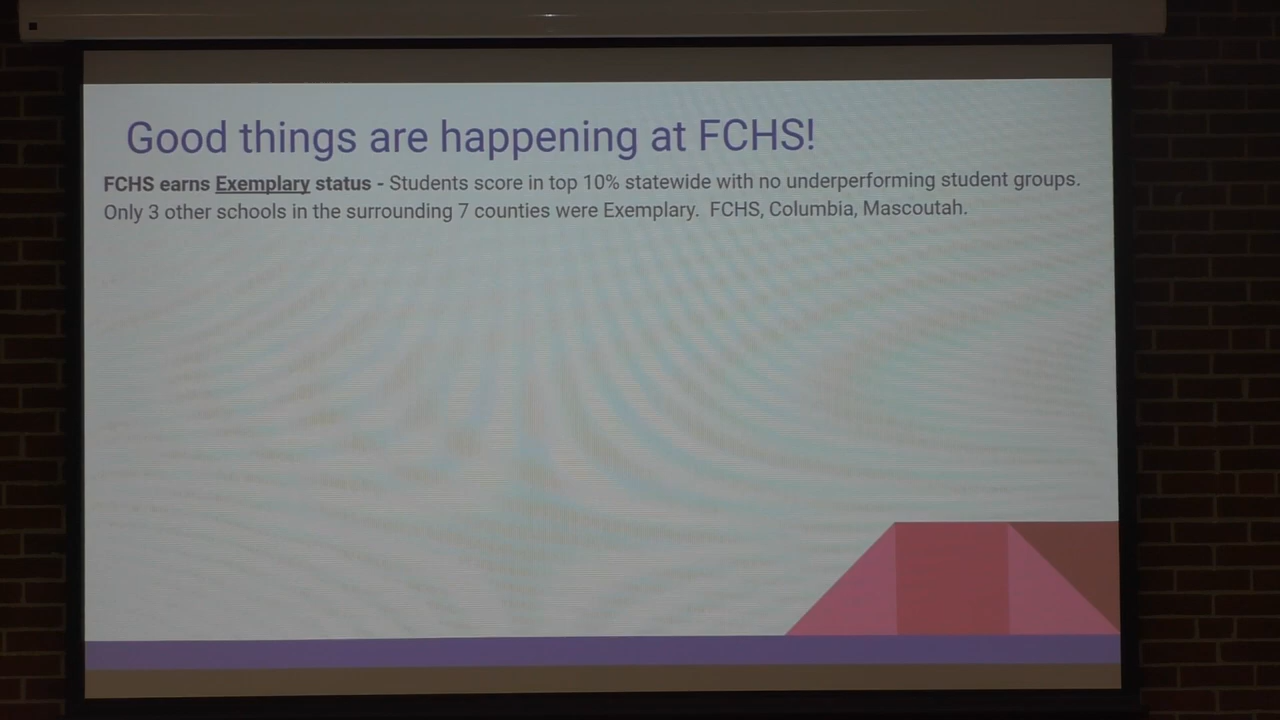 Good things are happening at FCHS!
FCHS earns Exemplary status - Students score in top 10% statewide with no underperforming student groups.
Only 3 other schools in the surrounding 7 counties were Exemplary.  FCHS, Columbia, Mascoutah.